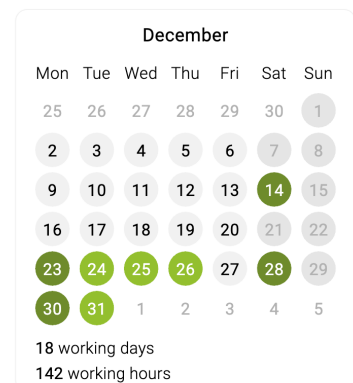 December
Mon Tue Wed Thu Fri Sat Sun
25 26 27 28 29 30 1
2 3 4 5 6 7 8
9 10 11 12 13 14 15
16 17 18 19 20 21 22
23 24 25 26 27 28 29
30 31 1 2 3 4 5
18 working days
142 working hours